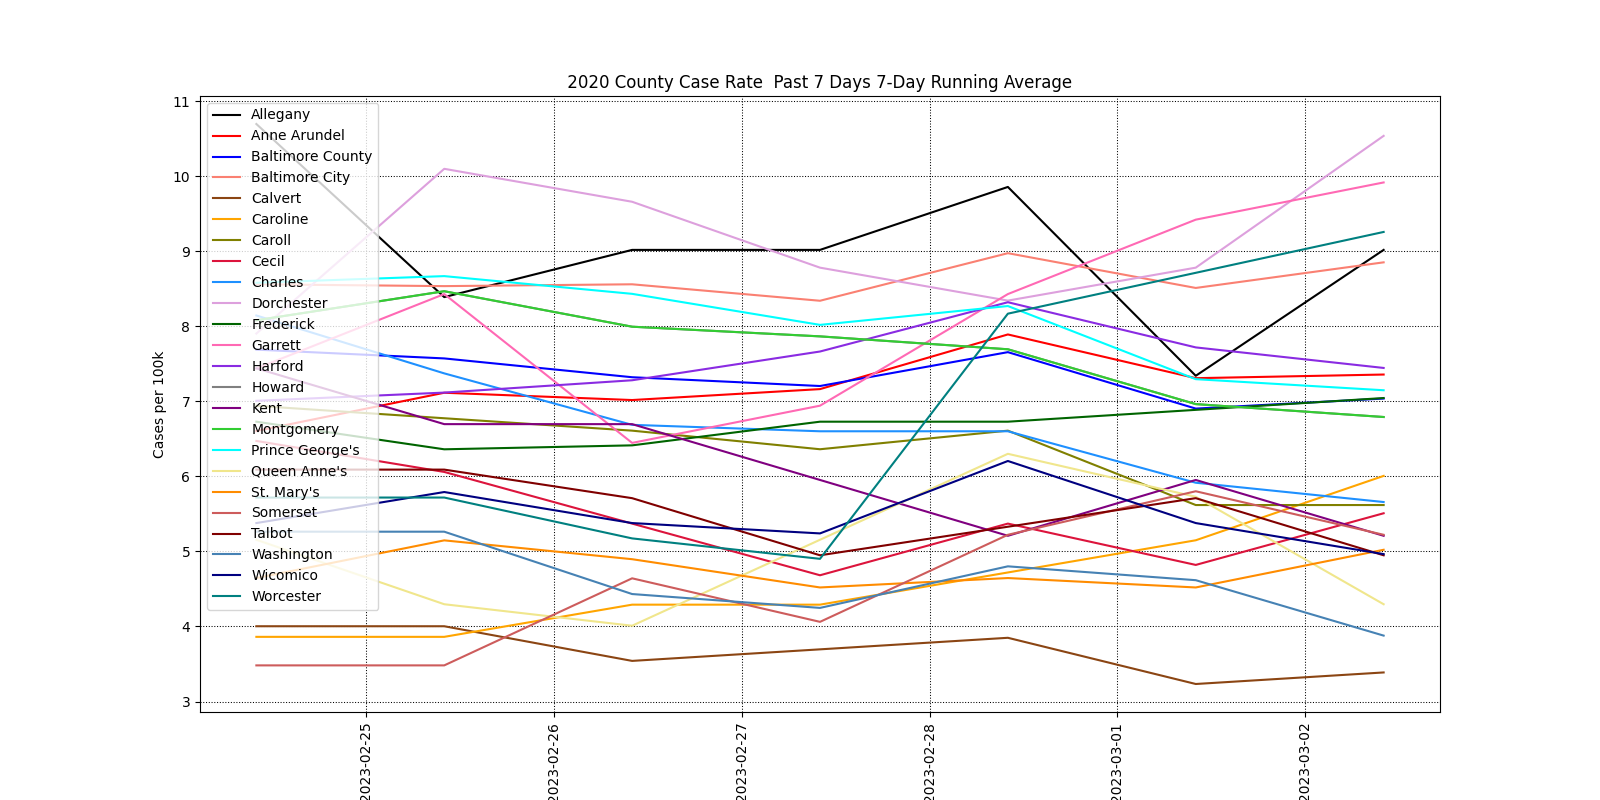 2020 County Case Rate  Past 7 Days 7-Day Running Average
Cases per 100k
11
10
9
8
7
6
5
4
3
Allegany
Anne Arundel
Baltimore County
Baltimore City
Calvert
Caroline
Caroll
Cecil
Charles
Dorchester
Frederick
Garrett
Harford
Howard
Kent
Montgomery
Prince George's
Queen Anne's
St. Mary's
Somerset
Talbot
Washington
Wicomico
Worcester
2023-02-25
2023-02-26
2023-02-27
2023-02-28
2023-03-01
2023-03-02